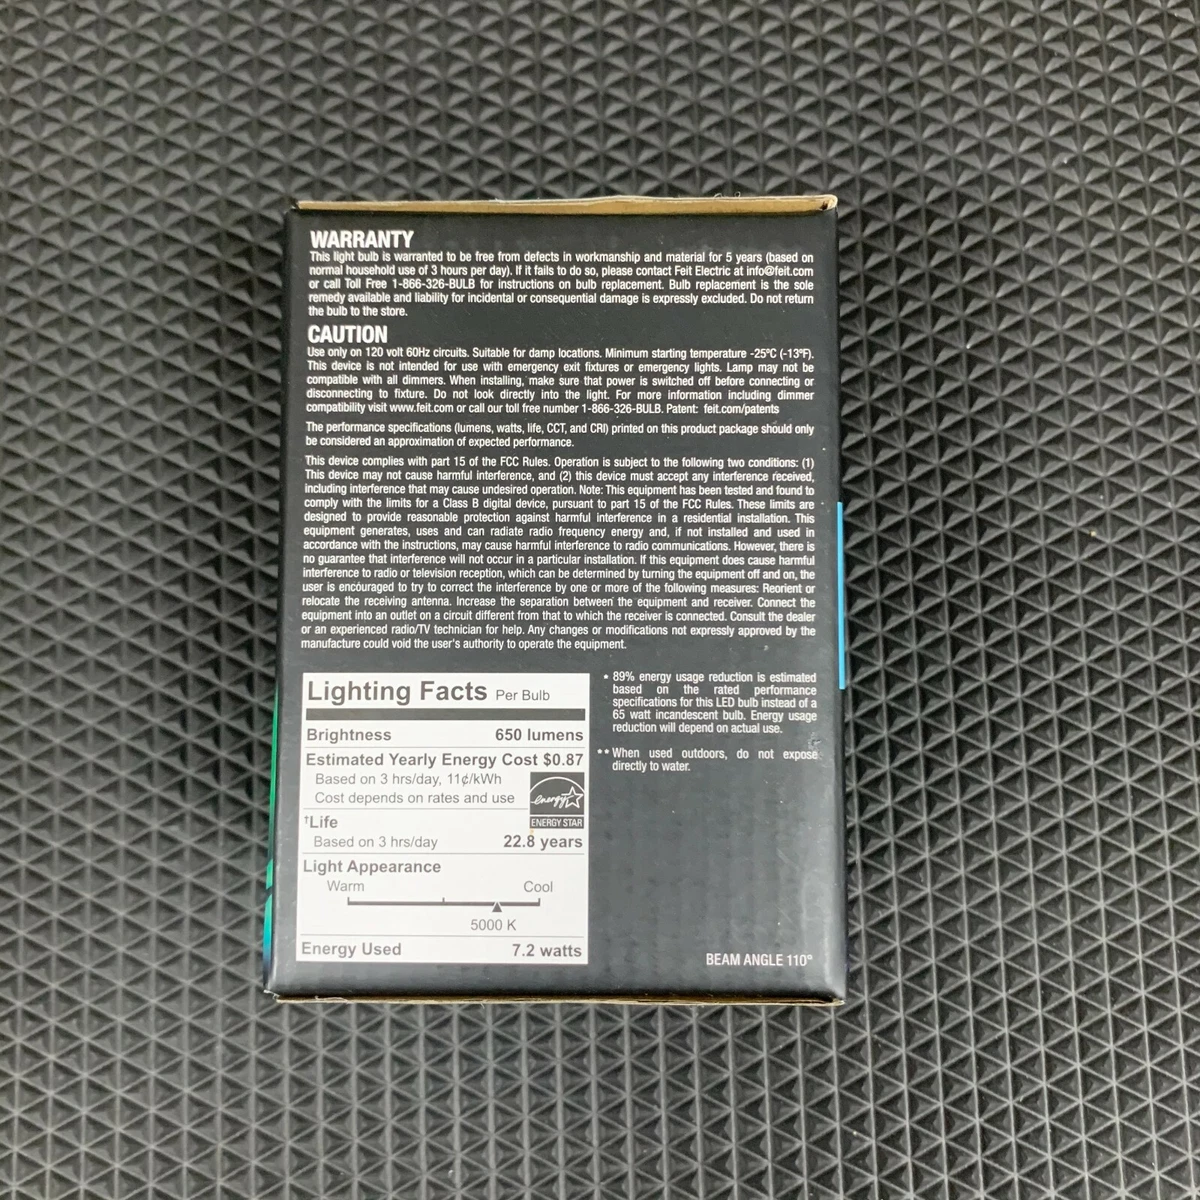 WARRANTY
This light bulb is warranted to be free from defects in workmanship and material for 5 years (based on
normal household use of 3 hours per day). If it fails to do so, please contact Feit Electric at info@feit.com
or call Toll Free 1-866-326-BULB for instructions on bulb replacement. Bulb replacement is the sole
remedy available and liability for incidental or consequential damage is expressly excluded. Do not return
the bulb to the store.
CAUTION
Use only on 120 volt 60Hz circuits. Suitable for damp locations. Minimum starting temperature -25°C (-13°F).
This device is not intended for use with emergency exit fixtures or emergency lights. Lamp may not be
compatible with all dimmers. When installing, make sure that power is switched off before connecting or
disconnecting to fixture. Do not look directly into the light. For more information including dimmer
compatibility visit www.feit.com or call our toll free number 1-866-326-BULB. Patent: feit.com/patents
The performance specifications (lumens, watts, life, CCT, and CRI) printed on this product package should only
be considered an approximation of expected performance.
This device complies with part 15 of the FCC Rules. Operation is subject to the following two conditions: (1)
This device may not cause harmful interference, and (2) this device must accept any interference received,
including interference that may cause undesired operation. Note: This equipment has been tested and found to
comply with the limits for a Class B digital device, pursuant to part 15 of the FCC Rules. These limits are
designed to provide reasonable protection against harmful interference in a residential installation. This
equipment generates, uses and can radiate radio frequency energy and, if not installed and used in
accordance with the instructions, may cause harmful interference to radio communications. However, there is
no guarantee that interference will not occur in a particular installation. If this equipment does cause harmful
interference to radio or television reception, which can be determined by turning the equipment off and on, the
user is encouraged to try to correct the interference by one or more of the following measures: Reorient or
relocate the receiving antenna. Increase the separation between the equipment and receiver. Connect the
equipment into an outlet on a circuit different from that to which the receiver is connected. Consult the dealer
or an experienced radio/TV technician for help. Any changes or modifications not expressly approved by the
manufacture could void the user's authority to operate the equipment.
Lighting Facts Per Bulb
Brightness 650 lumens
Estimated Yearly Energy Cost $0.87
Based on 3 hrs/day, 11¢/kWh
Cost depends on rates and use
energy
ENERGY STAR
†Life
Based on 3 hrs/day 22.8 years
Light Appearance
Warm Cool
5000 K
Energy Used 7.2 watts
* 89% energy usage reduction is estimated
based on the rated performance
specifications for this LED bulb instead of a
65 watt incandescent bulb. Energy usage
reduction will depend on actual use.
** When used outdoors, do not expose
directly to water.
BEAM ANGLE 110°